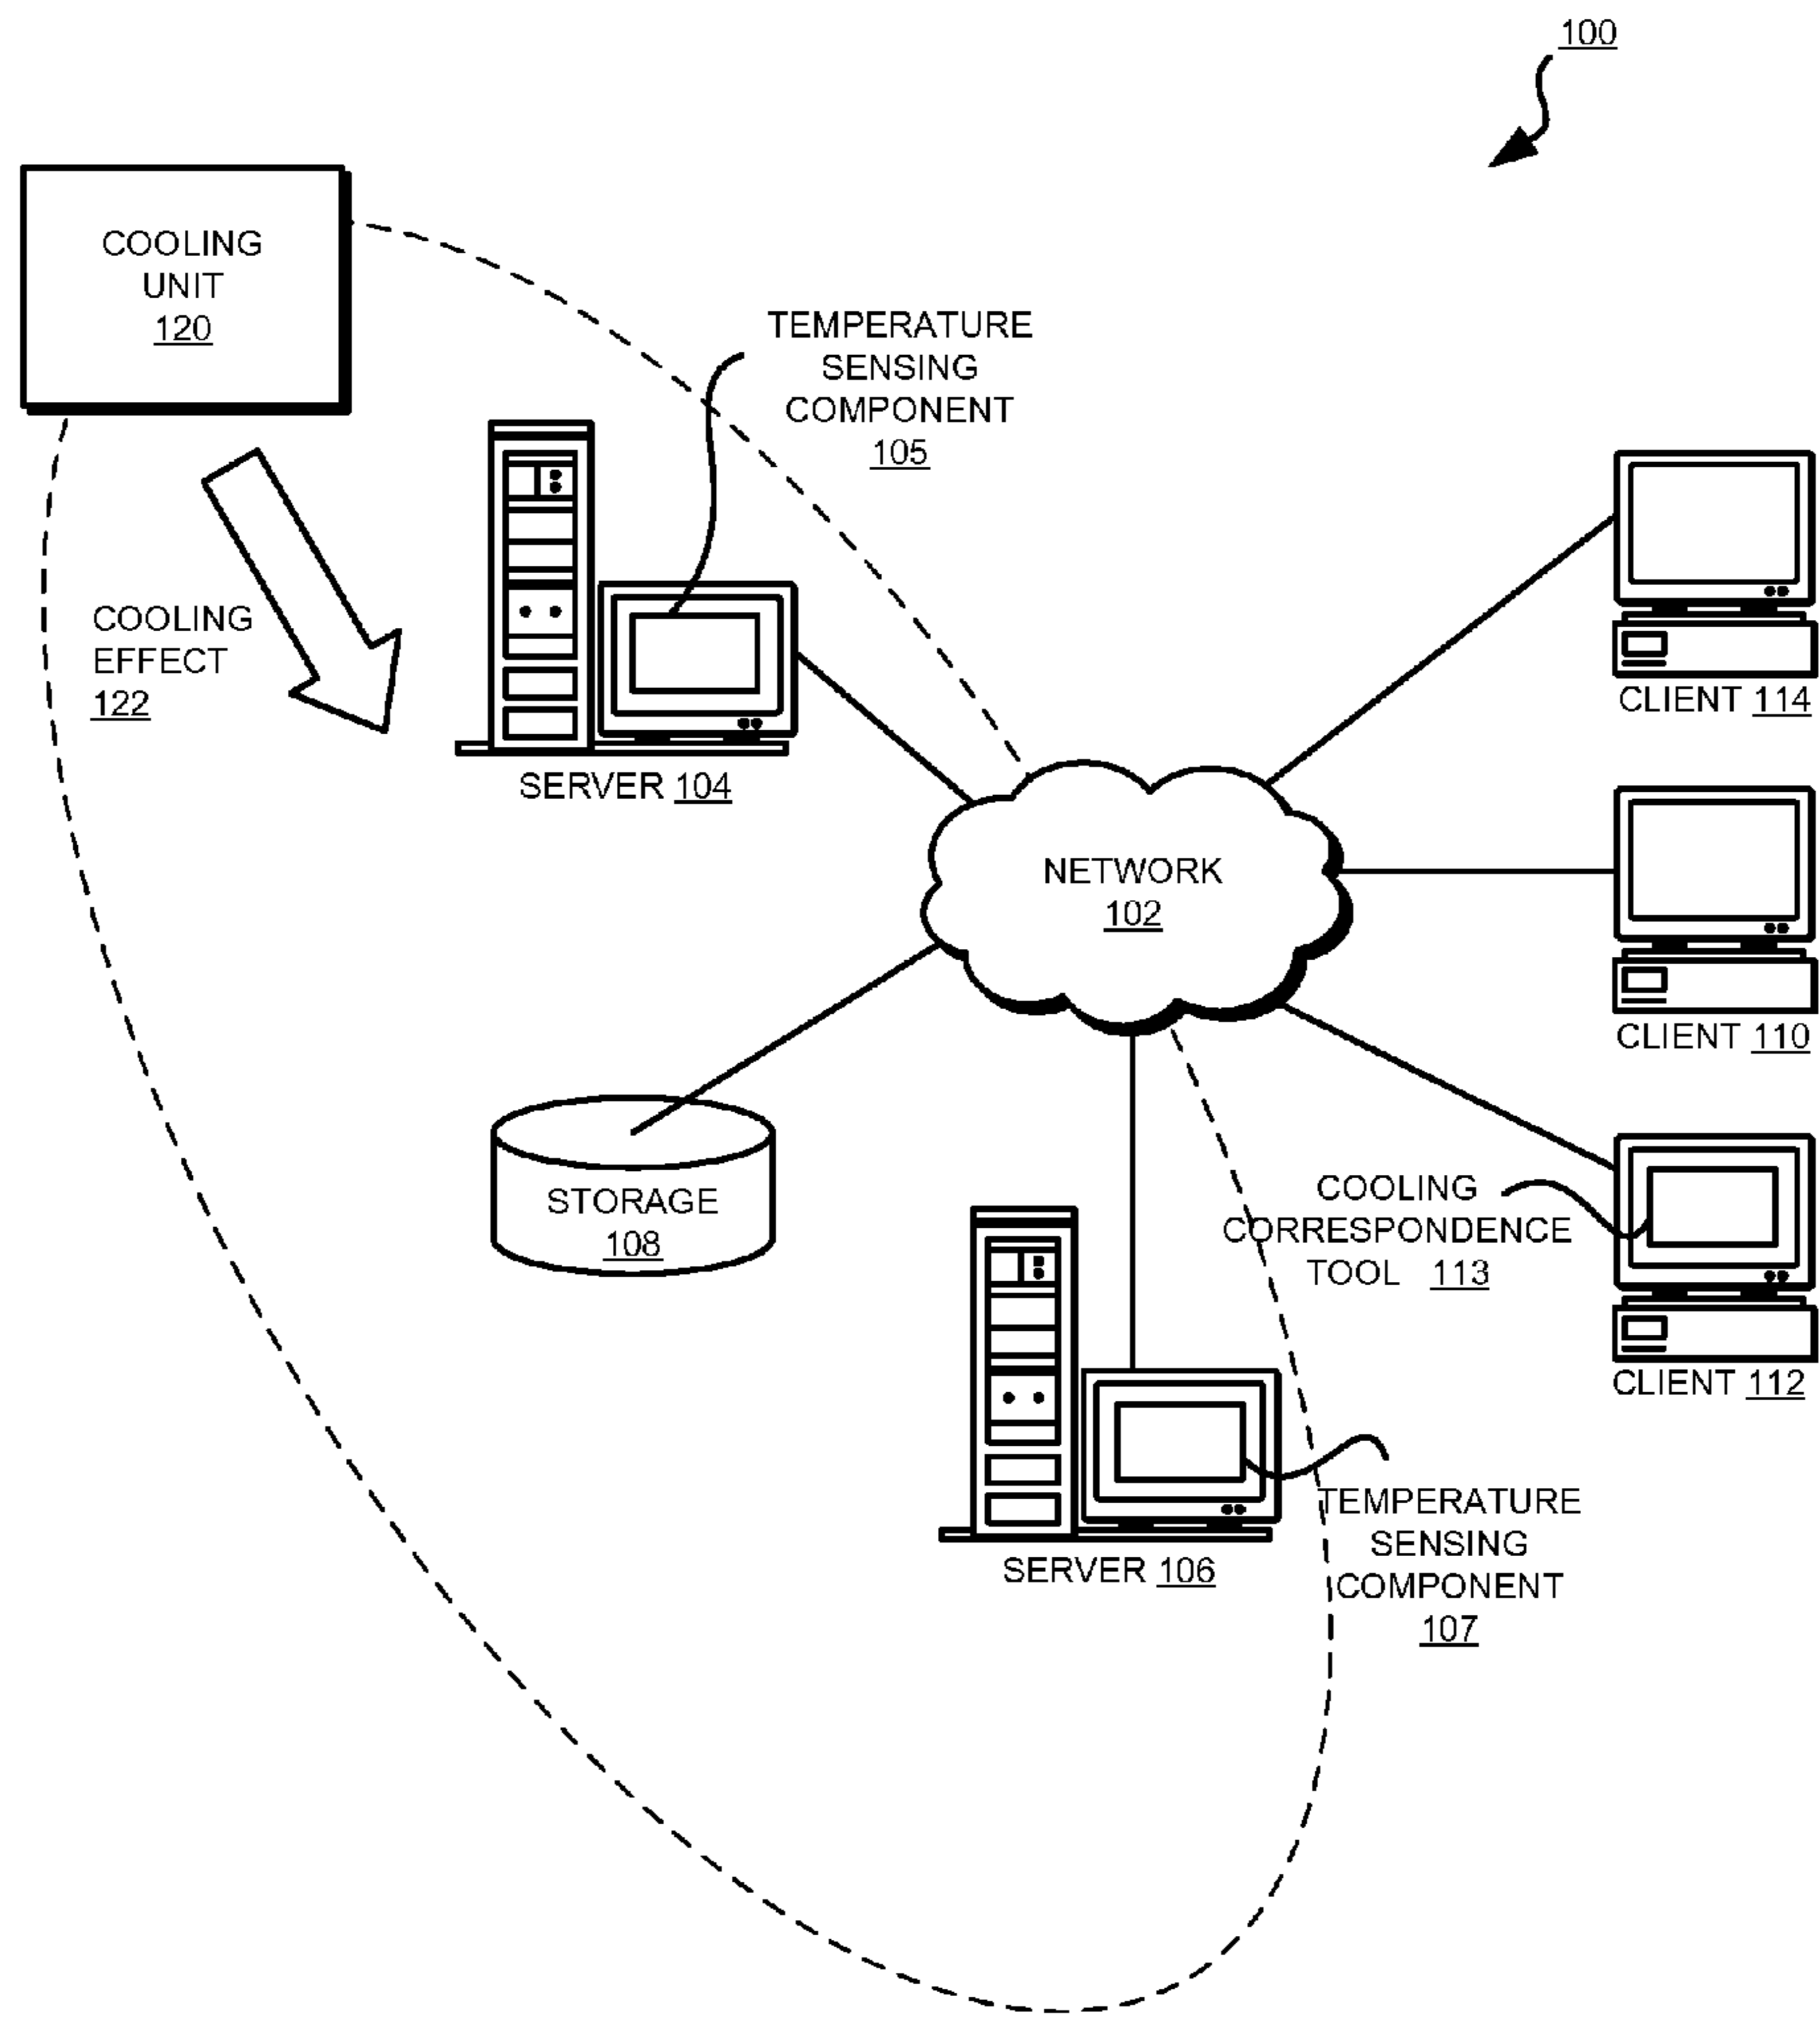 100
COOLING
UNIT
120
TEMPERATURE
SENSING
COMPONENT
105
COOLING
EFFECT
122
SERVER 104
CLIENT 114
NETWORK
102
CLIENT 110
STORAGE
108
COOLING
CORRESPONDENCE
TOOL 113
CLIENT 112
SERVER 106
TEMPERATURE
SENSING
COMPONENT
107